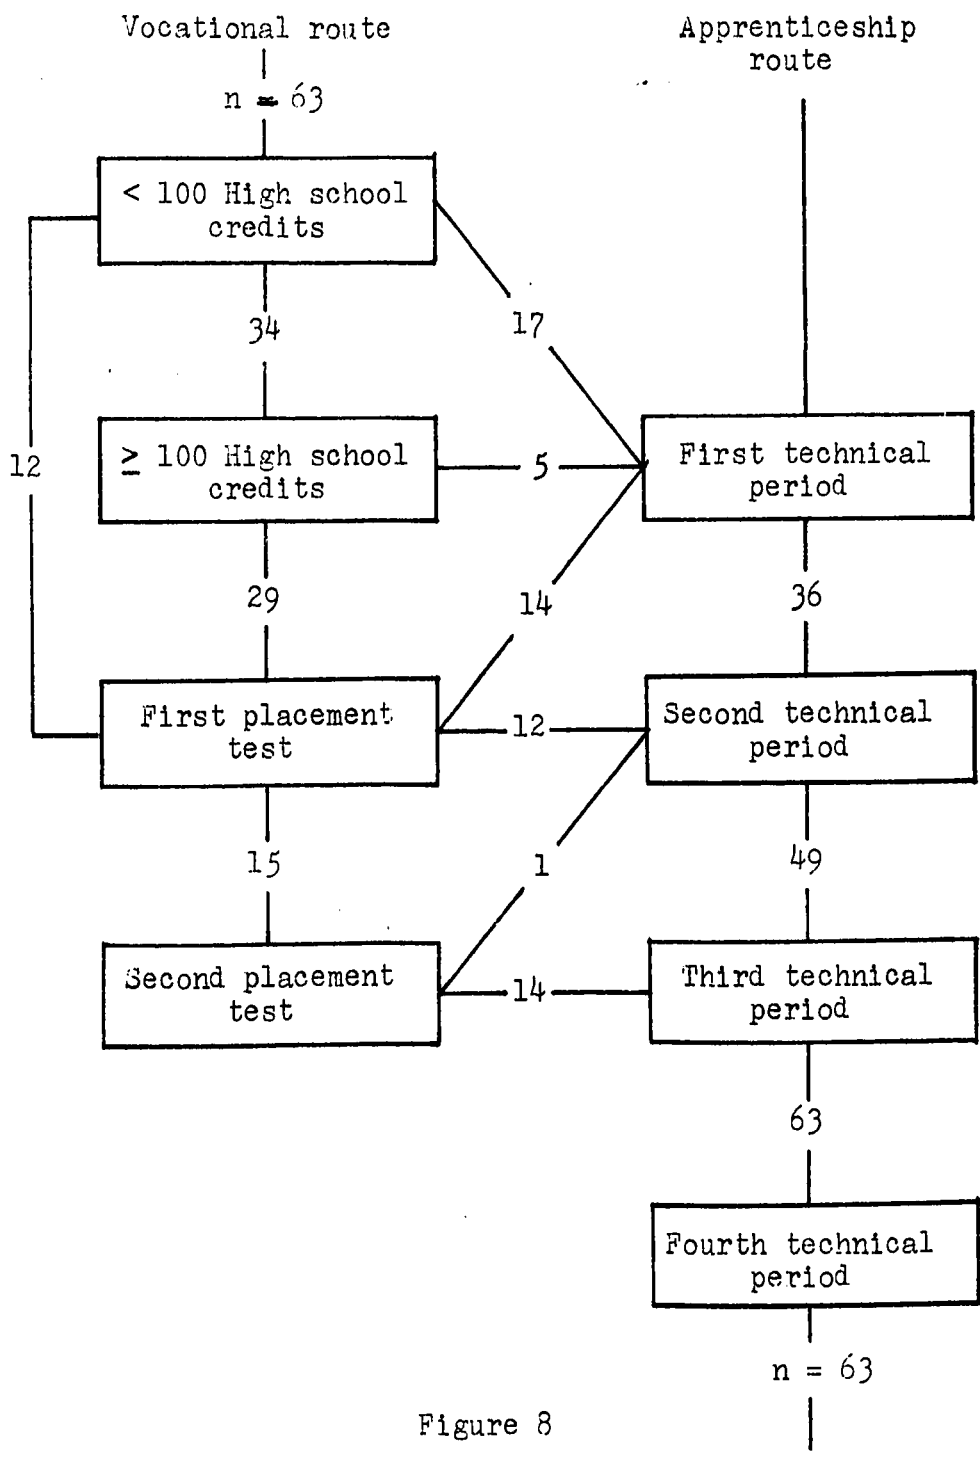 Vocational route
Apprenticeship
route
n = 63
< 100 High school
credits
17
34
12
≥ 100 High school
credits
5
First technical
period
29
14
36
First placement
test
12
Second technical
period
15
1
49
Second placement
test
14
Third technical
period
63
Fourth technical
period
n = 63
Figure 8